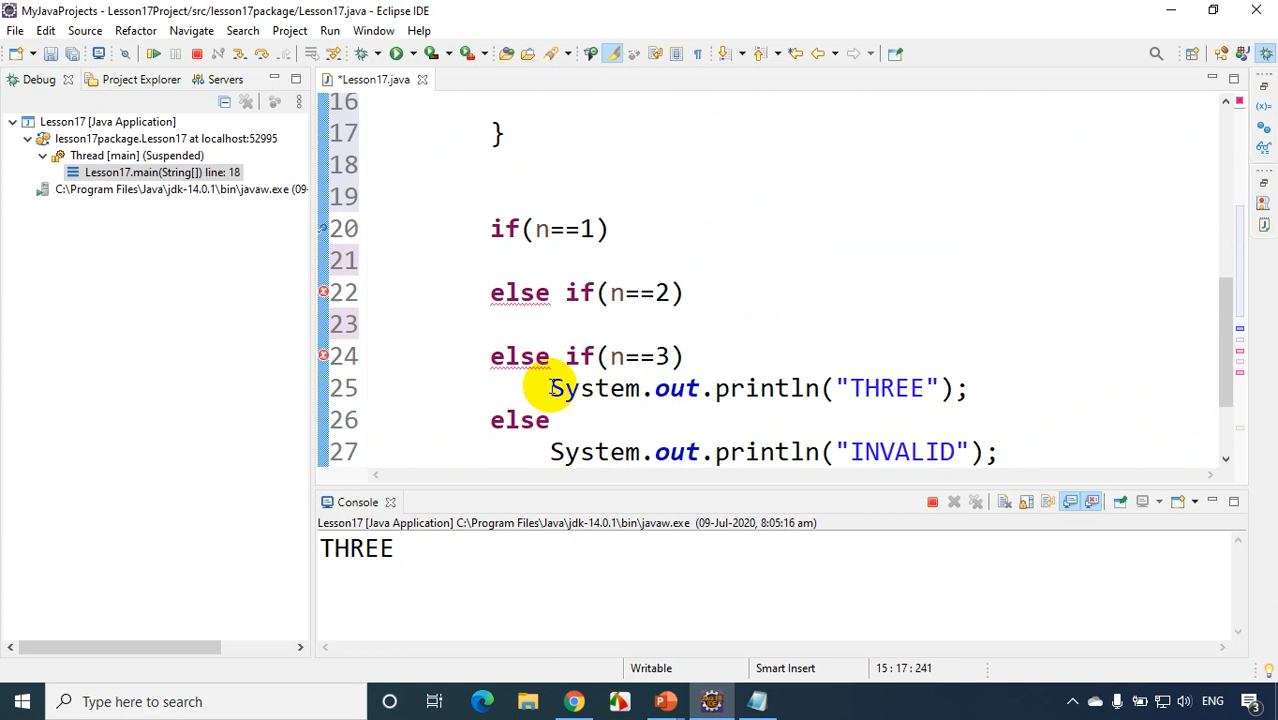 MyJavaProjects - Lesson17Project/src/lesson17package/Lesson17.java - Eclipse IDE
File Edit Source Refactor Navigate Search Project Run Window Help
Debug Project Explorer Servers
*Lesson17.java
Lesson17 [Java Application]
lesson17package.Lesson17 at localhost:52995
Thread [main] (Suspended)
Lesson17.main(String[]) line: 18
C:\Program Files\Java\jdk-14.0.1\bin\javaw.exe (09-
16
17 }
18
19
20 if(n==1)
21
22 else if(n==2)
23
24 else if(n==3)
25 System.out.println("THREE");
26 else
27 System.out.println("INVALID");
Console
Lesson17 [Java Application] C:\Program Files\Java\jdk-14.0.1\bin\javaw.exe (09-Jul-2020, 8:05:16 am)
THREE
Writable Smart Insert 15 : 17 : 241
Type here to search
ENG
3